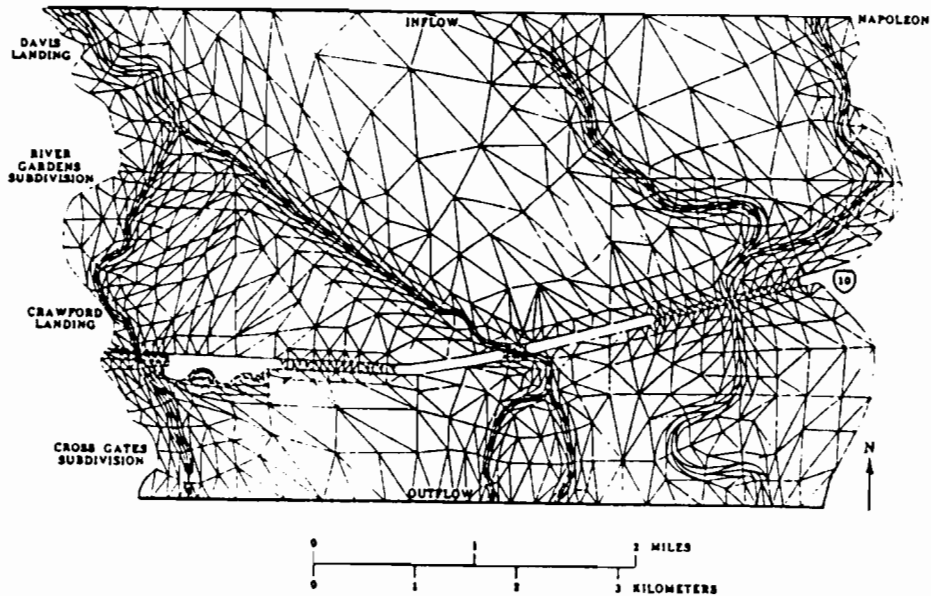 INFLOW
NAPOLEON
DAVIS
LANDING
RIVER
GARDENS
SUBDIVISION
10
CRAWFORD
LANDING
CROSS GATES
SUBDIVISION
N
OUTFLOW
0 1 2 MILES
0 1 2 3 KILOMETERS